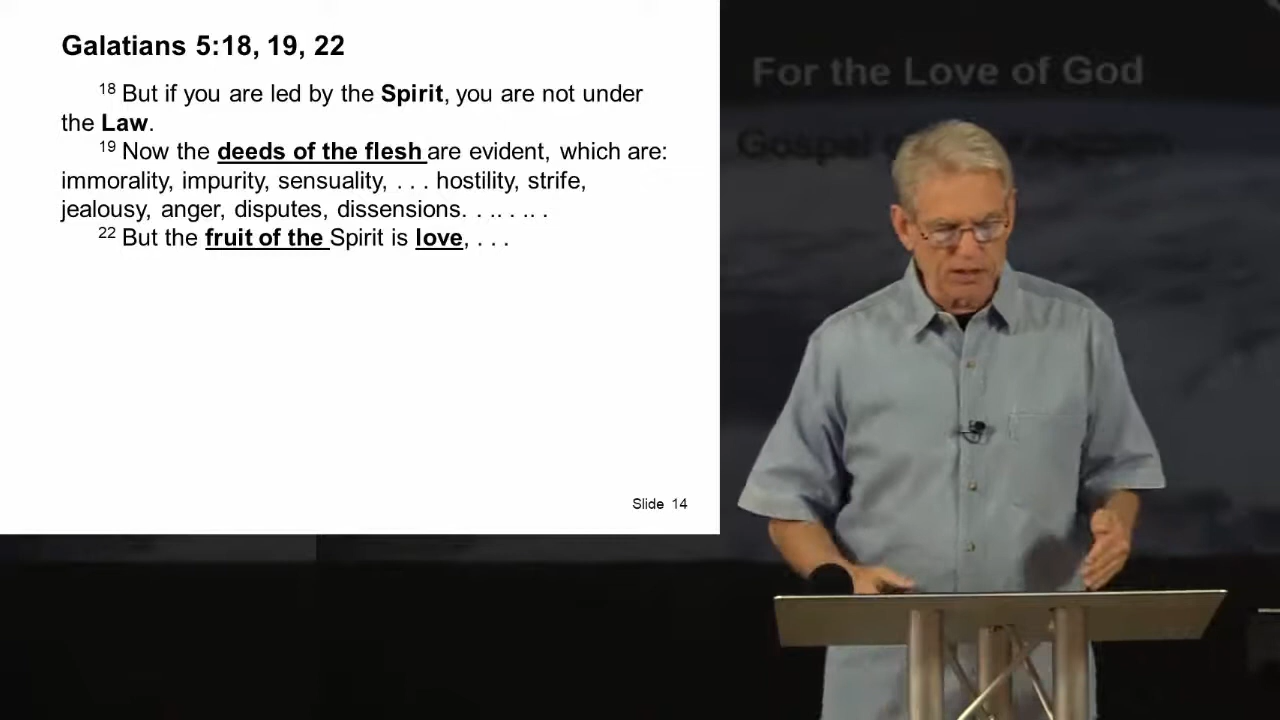 Galatians 5:18, 19, 22
18 But if you are led by the Spirit, you are not under
the Law.
19 Now the deeds of the flesh are evident, which are:
immorality, impurity, sensuality, . . . hostility, strife,
jealousy, anger, disputes, dissensions. . .. .. ..
22 But the fruit of the Spirit is love, . . .
Slide 14
For the Love of God
Gospel